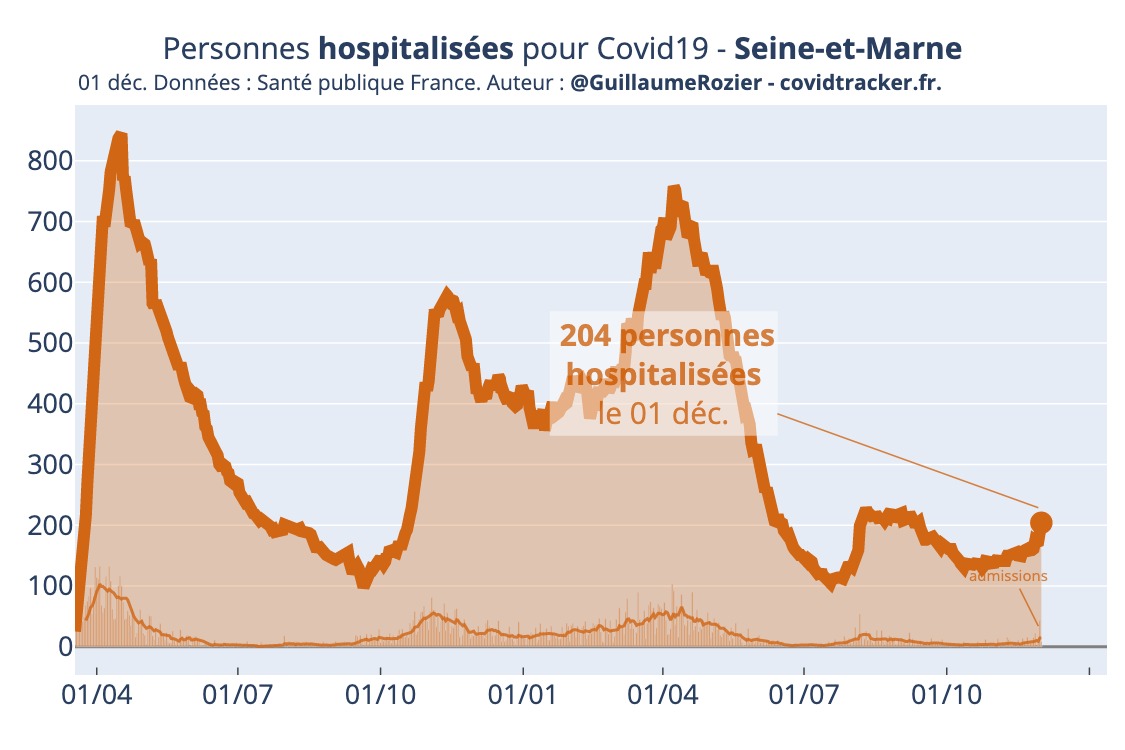 Personnes hospitalisées pour Covid19 - Seine-et-Marne
01 déc. Données : Santé publique France. Auteur : @GuillaumeRozier - covidtracker.fr.
800
700
600
500
400
300
200
100
0
204 personnes
hospitalisées
le 01 déc.
admissions
01/04 01/07 01/10 01/01 01/04 01/07 01/10